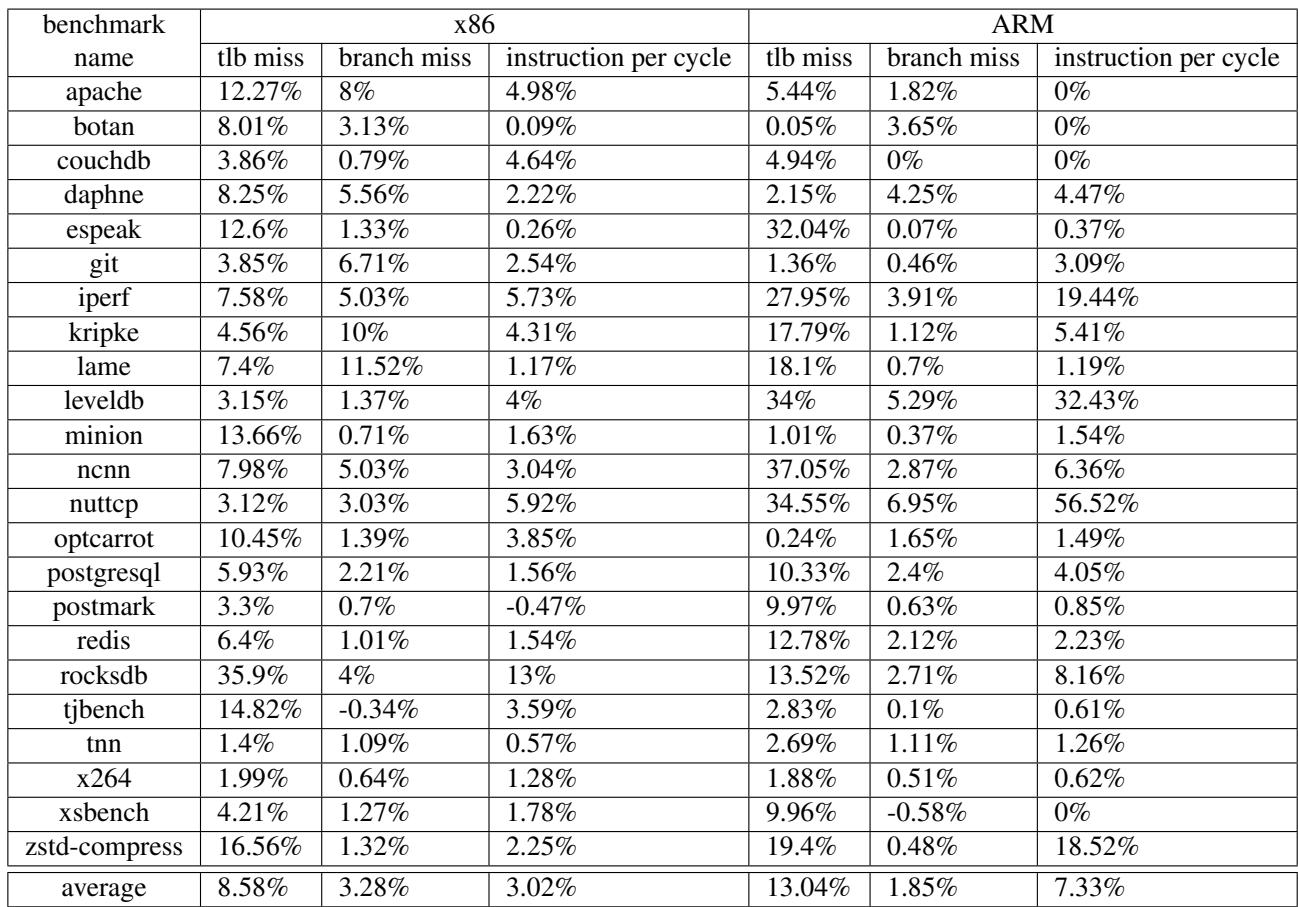 benchmark x86 ARM
name tlb miss branch miss instruction per cycle tlb miss branch miss instruction per cycle
apache 12.27% 8% 4.98% 5.44% 1.82% 0%
botan 8.01% 3.13% 0.09% 0.05% 3.65% 0%
couchdb 3.86% 0.79% 4.64% 4.94% 0% 0%
daphne 8.25% 5.56% 2.22% 2.15% 4.25% 4.47%
espeak 12.6% 1.33% 0.26% 32.04% 0.07% 0.37%
git 3.85% 6.71% 2.54% 1.36% 0.46% 3.09%
iperf 7.58% 5.03% 5.73% 27.95% 3.91% 19.44%
kripke 4.56% 10% 4.31% 17.79% 1.12% 5.41%
lame 7.4% 11.52% 1.17% 18.1% 0.7% 1.19%
leveldb 3.15% 1.37% 4% 34% 5.29% 32.43%
minion 13.66% 0.71% 1.63% 1.01% 0.37% 1.54%
ncnn 7.98% 5.03% 3.04% 37.05% 2.87% 6.36%
nuttcp 3.12% 3.03% 5.92% 34.55% 6.95% 56.52%
optcarrot 10.45% 1.39% 3.85% 0.24% 1.65% 1.49%
postgresql 5.93% 2.21% 1.56% 10.33% 2.4% 4.05%
postmark 3.3% 0.7% -0.47% 9.97% 0.63% 0.85%
redis 6.4% 1.01% 1.54% 12.78% 2.12% 2.23%
rocksdb 35.9% 4% 13% 13.52% 2.71% 8.16%
tjbench 14.82% -0.34% 3.59% 2.83% 0.1% 0.61%
tnn 1.4% 1.09% 0.57% 2.69% 1.11% 1.26%
x264 1.99% 0.64% 1.28% 1.88% 0.51% 0.62%
xsbench 4.21% 1.27% 1.78% 9.96% -0.58% 0%
zstd-compress 16.56% 1.32% 2.25% 19.4% 0.48% 18.52%
average 8.58% 3.28% 3.02% 13.04% 1.85% 7.33%